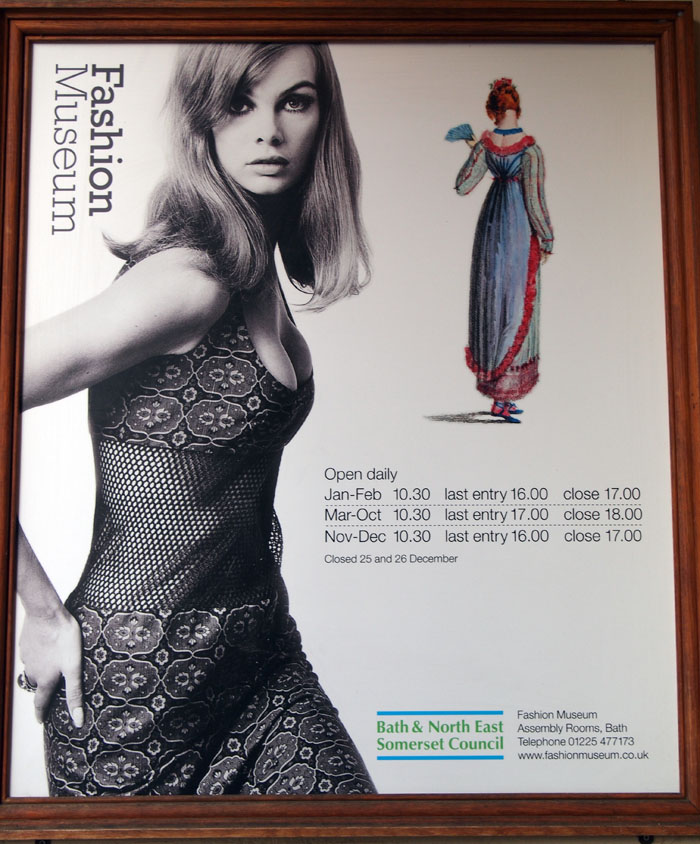 Fashion
Museum
Open daily
Jan-Feb 10.30 last entry 16.00 close 17.00
Mar-Oct 10.30 last entry 17.00 close 18.00
Nov-Dec 10.30 last entry 16.00 close 17.00
Closed 25 and 26 December
Bath & North East
Somerset Council
Fashion Museum
Assembly Rooms, Bath
Telephone 01225 477173
www.fashionmuseum.co.uk